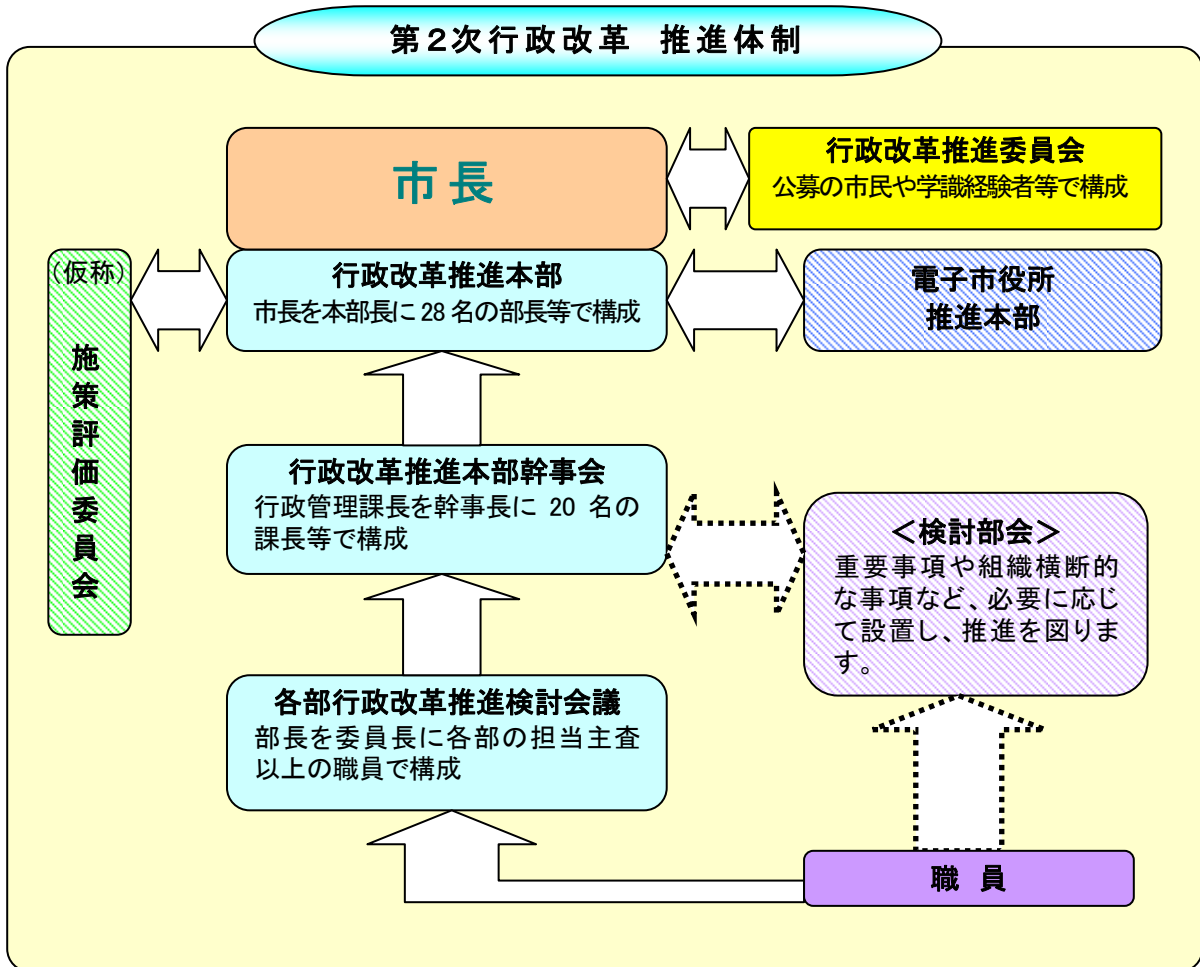 第2次行政改革　推進体制
市長
行政改革推進委員会
公募の市民や学識経験者等で構成
(仮称)
施策評価委員会
行政改革推進本部
市長を本部長に28名の部長等で構成
電子市役所
推進本部
行政改革推進本部幹事会
行政管理課長を幹事長に 20 名の
課長等で構成
＜検討部会＞
重要事項や組織横断的
な事項など、必要に応じ
て設置し、推進を図りま
す。
各部行政改革推進検討会議
部長を委員長に各部の担当主査
以上の職員で構成
職 員